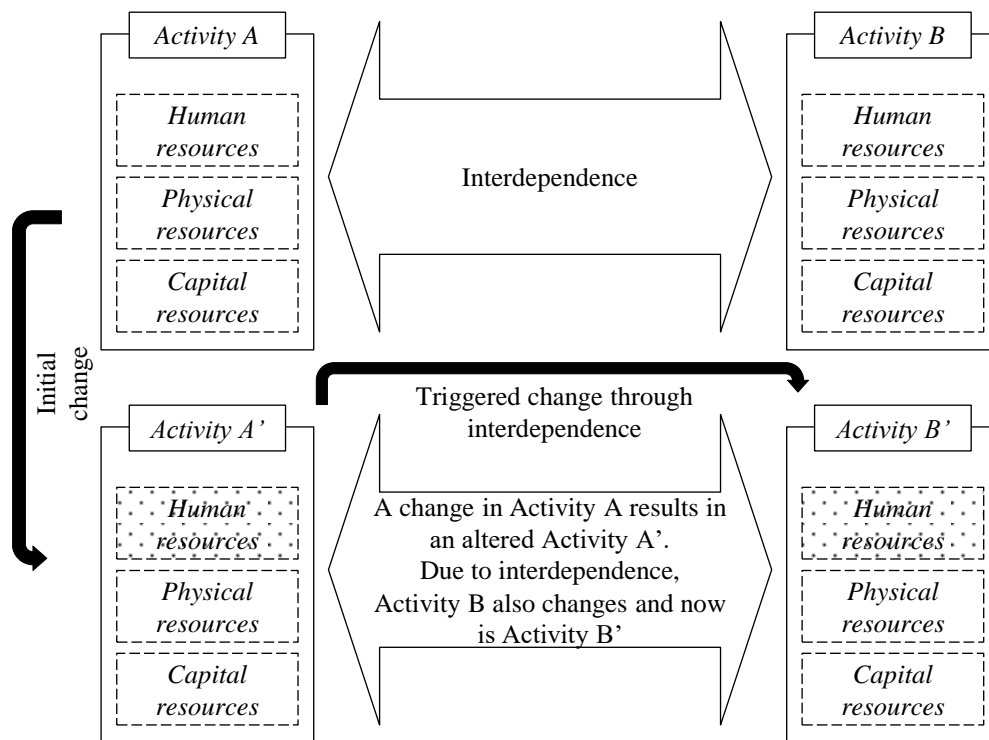 Activity A
Human
resources
Physical
resources
Capital
resources
Interdependence
Activity B
Human
resources
Physical
resources
Capital
resources
Initial
change
Triggered change through
interdependence
Activity A’
Human
resources
Physical
resources
Capital
resources
A change in Activity A results in
an altered Activity A’.
Due to interdependence,
Activity B also changes and now
is Activity B’
Activity B’
Human
resources
Physical
resources
Capital
resources